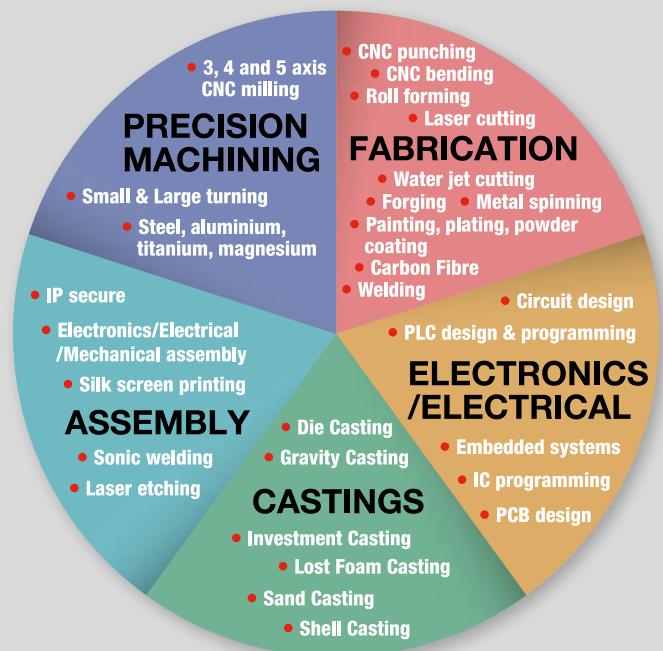 • 3, 4 and 5 axis
CNC milling
PRECISION
MACHINING
• Small & Large turning
• Steel, aluminium,
titanium, magnesium
• CNC punching
• CNC bending
• Roll forming
• Laser cutting
FABRICATION
• Water jet cutting
• Forging • Metal spinning
• Painting, plating, powder
coating
• Carbon Fibre
• Welding
• Circuit design
• PLC design & programming
ELECTRONICS
/ELECTRICAL
• Embedded systems
• IC programming
• PCB design
• Die Casting
• Gravity Casting
CASTINGS
• Investment Casting
• Lost Foam Casting
• Sand Casting
• Shell Casting
• IP secure
• Electronics/Electrical
/Mechanical assembly
• Silk screen printing
ASSEMBLY
• Sonic welding
• Laser etching